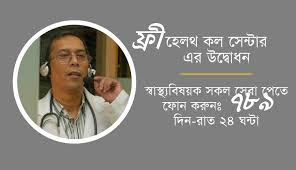 ফ্রী হেলথ কল সেন্টার
এর উদ্বোধন
স্বাস্থ্যবিষয়ক সকল সেবা পেতে
ফোন করুনঃ ৭৮৯
দিন-রাত ২৪ ঘন্টা